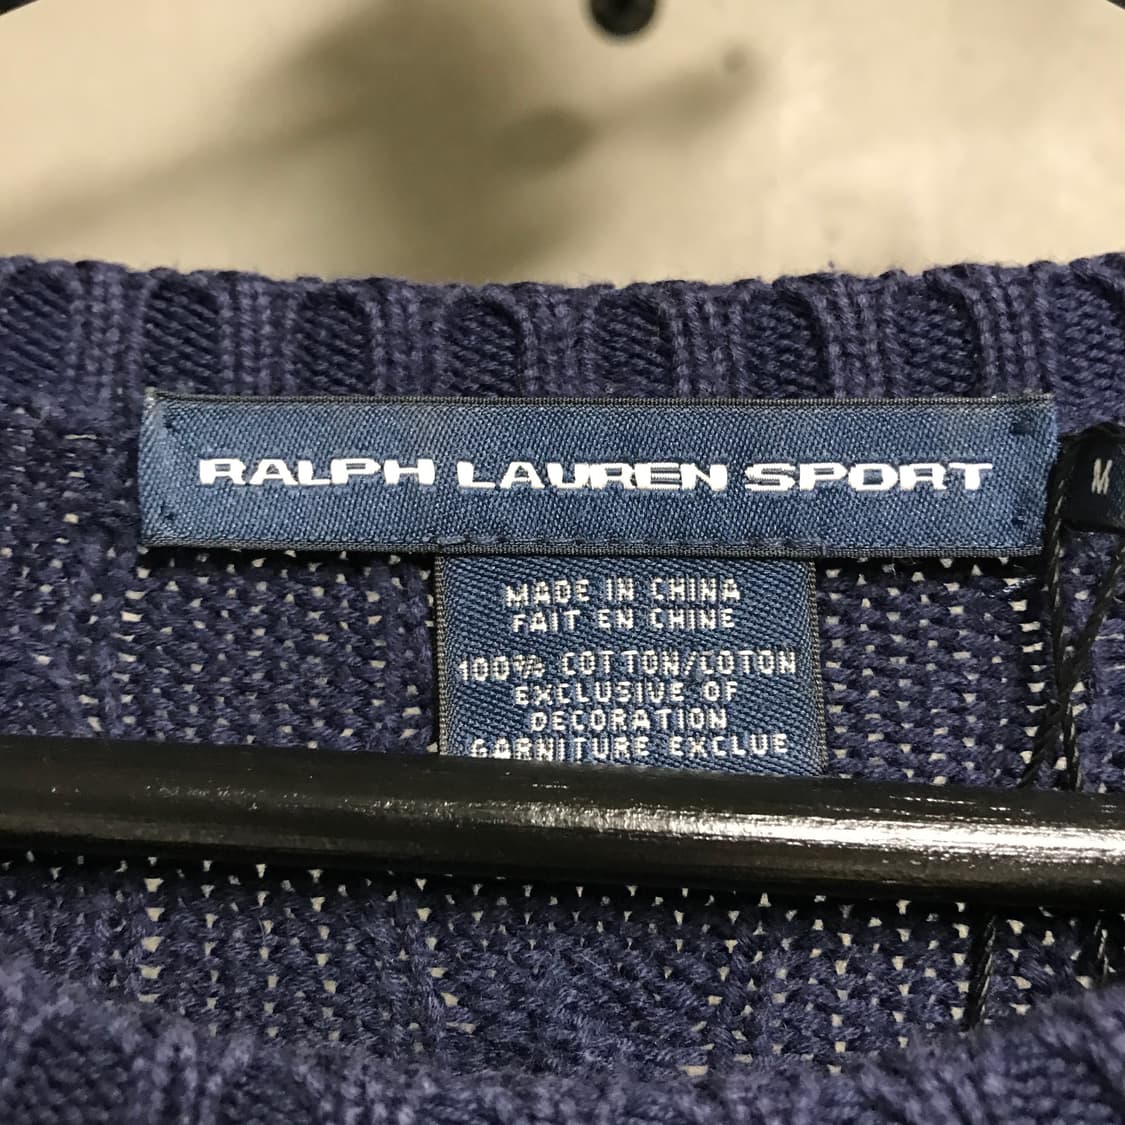 RALPH LAUREN SPORT
M
MADE IN CHINA
FAIT EN CHINE
100% COTTON/COTON
EXCLUSIVE OF
DECORATION
GARNITURE EXCLUE